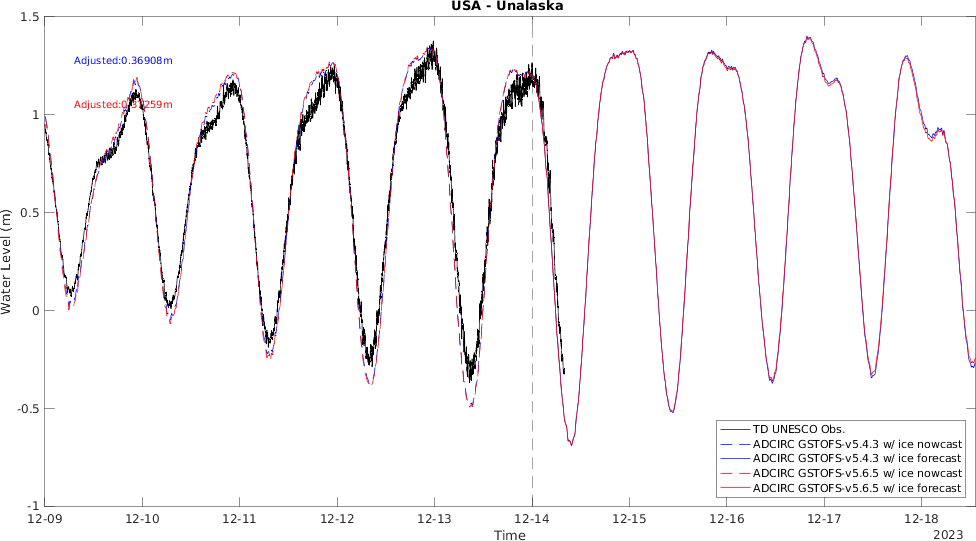 USA - Unalaska
1.5
Adjusted:0.36908m
1
0.5
0
-0.5
-1
Water Level (m)
TD UNESCO Obs.
ADCIRC GSTOFS-v5.4.3 w/ ice nowcast
ADCIRC GSTOFS-v5.4.3 w/ ice forecast
ADCIRC GSTOFS-v5.6.5 w/ ice nowcast
ADCIRC GSTOFS-v5.6.5 w/ ice forecast
12-09 12-10 12-11 12-12 12-13 12-14 12-15 12-16 12-17 12-18
Time
2023